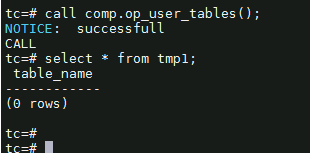 tc=# call comp.op_user_tables();
NOTICE:  successfull
CALL
tc=# select * from tmp1;
 table_name
------------
(0 rows)
tc=#
tc=#